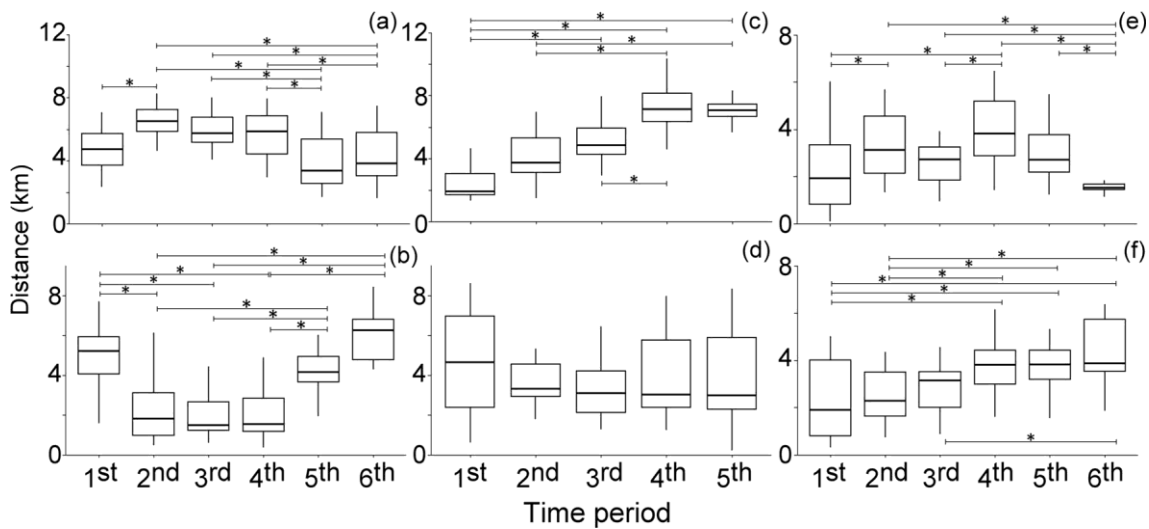 (a)
(c)
(e)
12
8
4
0
12
8
4
0
8
4
0
* * * * * * *
* * * * * *
* * * * * * *
Distance (km)
(b)
(d)
(f)
8
4
0
8
4
0
8
4
0
* * * * * * * * * *
* * * * * * *
1st 2nd 3rd 4th 5th 6th
1st 2nd 3rd 4th 5th
1st 2nd 3rd 4th 5th 6th
Time period